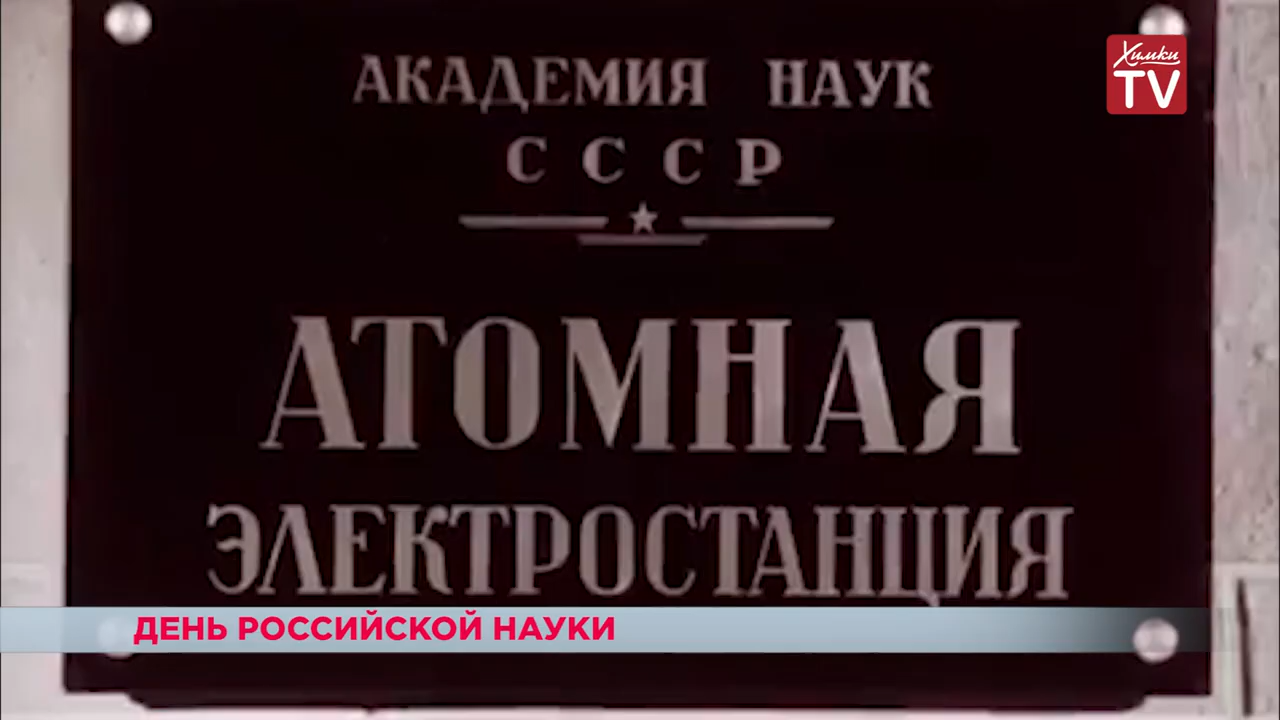 Химки
TV
АКАДЕМИЯ НАУК
СССР
АТОМНАЯ
ЭЛЕКТРОСТАНЦИЯ
ДЕНЬ РОССИЙСКОЙ НАУКИ